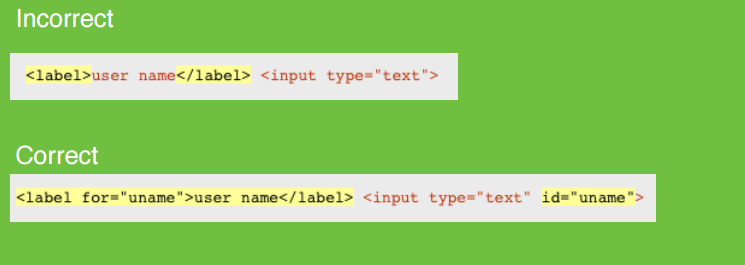 Incorrect
<label>user name</label> <input type="text">
Correct
<label for="uname">user name</label> <input type="text" id="uname">